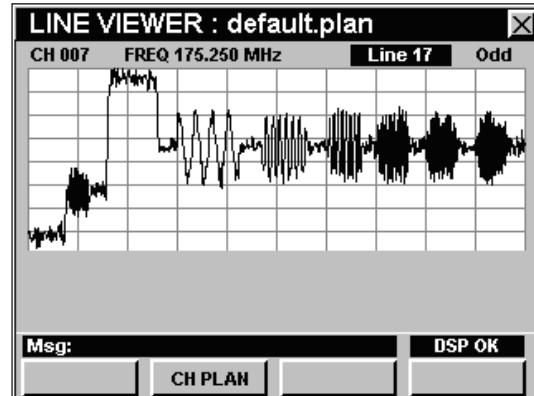 LINE VIEWER : default.plan
CH 007 FREQ 175.250 MHz Line 17 Odd
Msg: DSP OK
CH PLAN